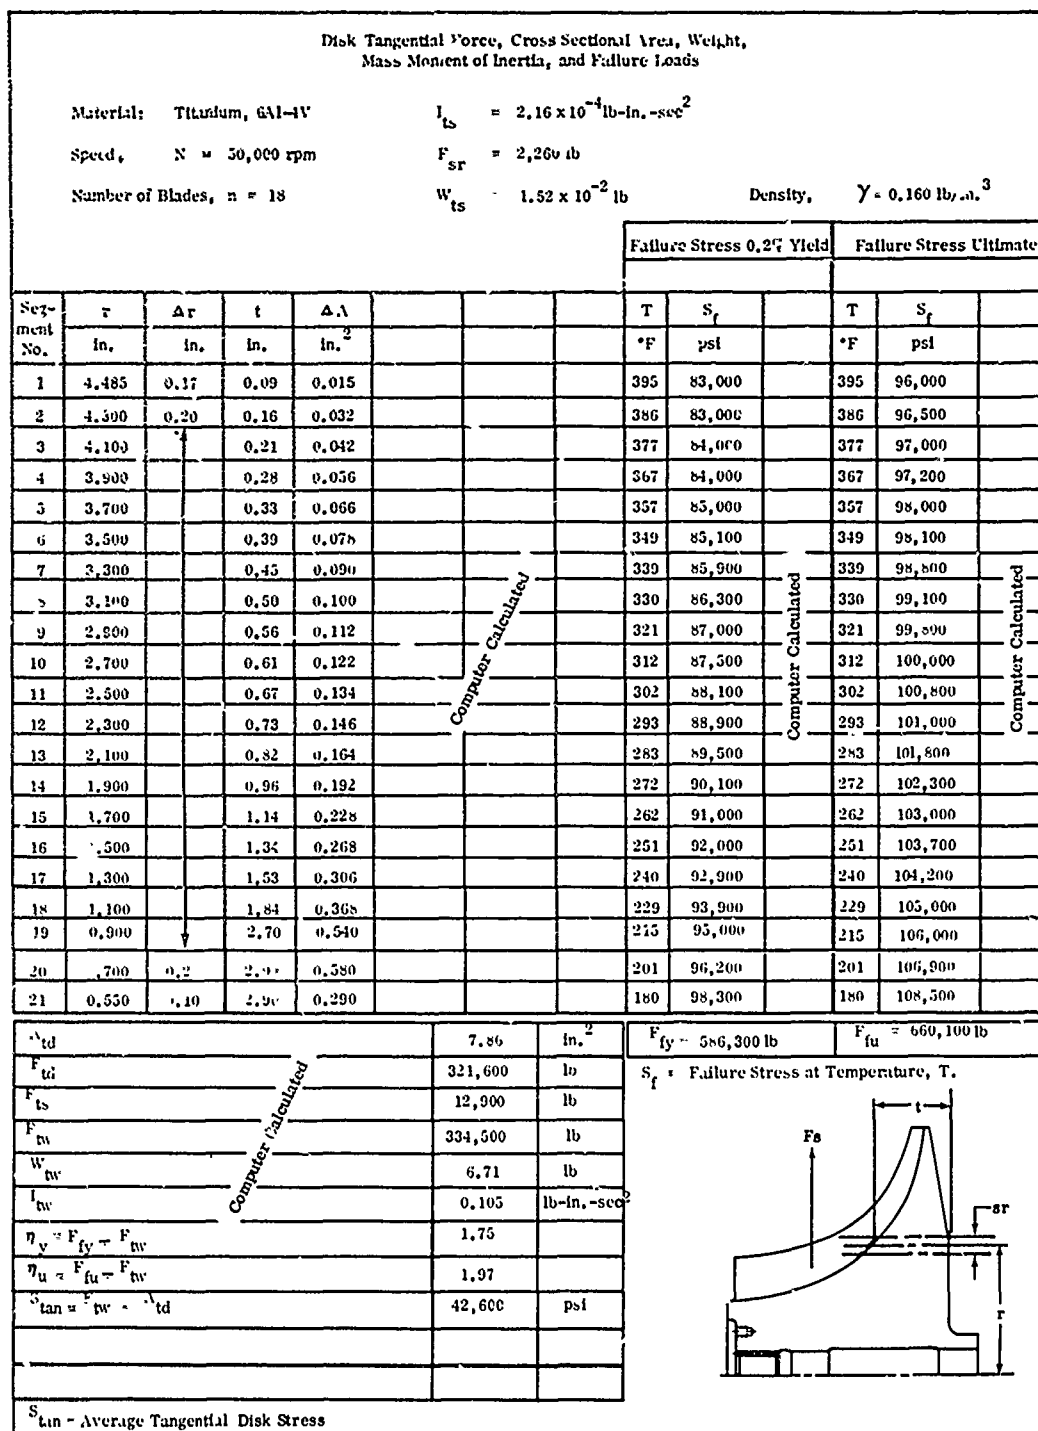 Disk Tangential Force, Cross Sectional Area, Weight,
Mass Moment of Inertia, and Failure Loads
Material: Titanium, 6Al-4V I_ts = 2.16 x 10^-4 lb-in.-sec^2
Speed, N = 50,000 rpm F_sr = 2,260 lb
Number of Blades, n = 18 W_ts 1.52 x 10^-2 lb Density, γ = 0.160 lb/in.^3
Failure Stress 0.2% Yield Failure Stress Ultimate
Seg- r Δr t ΔA T S_f T S_f
ment
No. in. in. in. in.^2 °F psi °F psi
1 4.485 0.17 0.09 0.015 395 83,000 395 96,000
2 4.300 0.20 0.16 0.032 386 83,000 386 96,500
3 4.100 0.21 0.042 377 84,000 377 97,000
4 3.900 0.28 0.056 367 84,000 367 97,200
5 3.700 0.33 0.066 357 85,000 357 98,000
6 3.500 0.39 0.078 349 85,100 349 98,100
7 3,300 0.45 0.090 339 85,900 339 98,800
8 3.100 0.50 0.100 330 86,300 330 99,100
9 2.900 0.56 0.112 321 87,000 321 99,500
10 2.700 0.61 0.122 312 87,500 312 100,000
11 2.500 0.67 0.134 302 88,100 302 100,800
12 2.300 0.73 0.146 293 88,900 293 101,000
13 2,100 0.82 0.164 283 89,500 283 101,800
14 1.900 0.96 0.192 272 90,100 272 102,300
15 1.700 1.14 0.228 262 91,000 262 103,000
16 .500 1.34 0.268 251 92,000 251 103,700
17 1,300 1,53 0.306 240 92,900 240 104,200
18 1,100 1,84 0.368 229 93,900 229 105,000
19 0.900 2.70 0.540 215 95,000 215 106,000
20 .700 0.2 0.580 201 96,200 201 106,900
21 0.550 .10 2.90 0.290 180 98,300 180 108,500
Computer Calculated
Computer Calculated
Computer Calculated
A_td 7.86 in.^2 F_fy = 586,300 lb F_fu = 660,100 lb
F_td 321,600 lb S_f = Failure Stress at Temperature, T.
F_ts 12,900 lb
F_tw 334,500 lb
W_tw 6.71 lb
I_tw 0.105 lb-in.-sec^2
η_y = F_fy ÷ F_tw 1.75
η_u = F_fu ÷ F_tw 1.97
S_tan = F_tw ÷ A_td 42,600 psi
Computer Calculated
t
Fs
sr
r
S_tan - Average Tangential Disk Stress